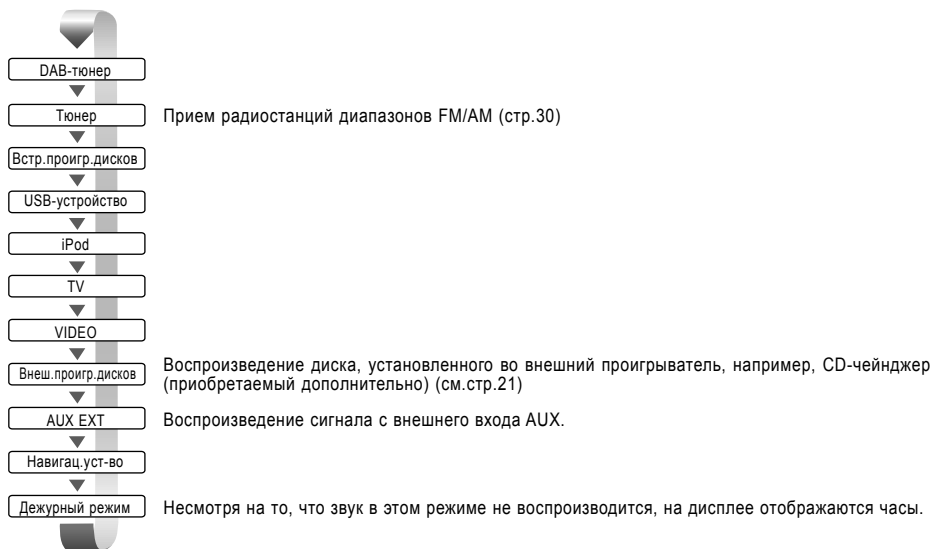 DAB-тюнер
Тюнер
Прием радиостанций диапазонов FM/AM (стр.30)
Встр.проигр.дисков
USB-устройство
iPod
TV
VIDEO
Внеш.проигр.дисков
Воспроизведение диска, установленного во внешний проигрыватель, например, CD-чейнджер
(приобретаемый дополнительно) (см.стр.21)
AUX EXT
Воспроизведение сигнала с внешнего входа AUX.
Навигац.уст-во
Дежурный режим
Несмотря на то, что звук в этом режиме не воспроизводится, на дисплее отображаются часы.